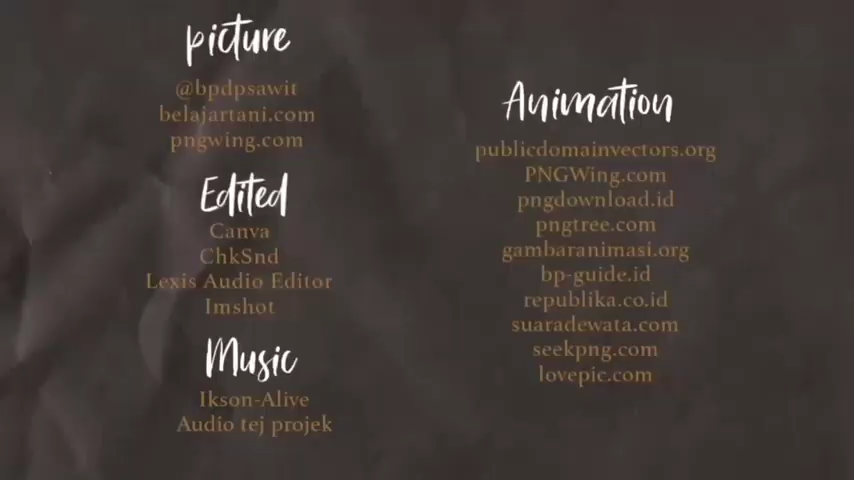 picture
@bpdpsawit
belajartani.com
pngwing.com
Edited
Canva
ChkSnd
Lexis Audio Editor
Imshot
Music
Ikson-Alive
Audio tej projek
Animation
publicdomainvectors.org
PNGWing.com
pngdownload.id
pngtree.com
gambaranimasi.org
bp-guide.id
republika.co.id
suaradewata.com
seekpng.com
lovepic.com